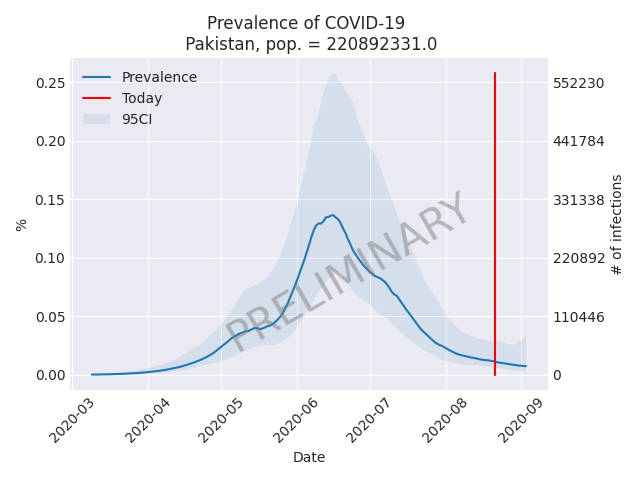 Prevalence of COVID-19
Pakistan, pop. = 220892331.0
Prevalence
Today
95CI
0.25
0.20
0.15
0.10
0.05
0.00
%
552230
441784
331338
220892
110446
0
# of infections
PRELIMINARY
2020-03
2020-04
2020-05
2020-06
2020-07
2020-08
2020-09
Date